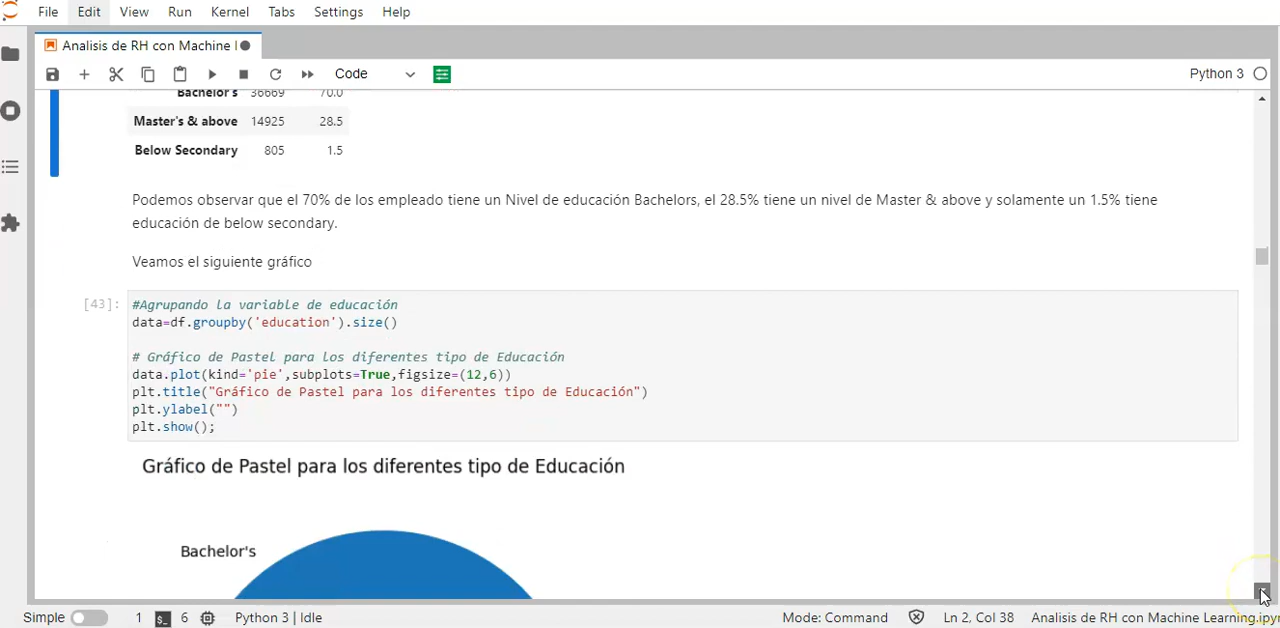 File Edit View Run Kernel Tabs Settings Help
Analisis de RH con Machine
Code
Python 3
Bachelor's 36669 70.0
Master's & above 14925 28.5
Below Secondary 805 1.5
Podemos observar que el 70% de los empleado tiene un Nivel de educación Bachelors, el 28.5% tiene un nivel de Master & above y solamente un 1.5% tiene
educación de below secondary.
Veamos el siguiente gráfico
[43]:
#Agrupando la variable de educación
data=df.groupby('education').size()
# Gráfico de Pastel para los diferentes tipo de Educación
data.plot(kind='pie',subplots=True,figsize=(12,6))
plt.title("Gráfico de Pastel para los diferentes tipo de Educación")
plt.ylabel("")
plt.show();
Gráfico de Pastel para los diferentes tipo de Educación
Bachelor's
Simple 1 $_ 6 Python 3 | Idle Mode: Command Ln 2, Col 38 Analisis de RH con Machine Learning.ipy